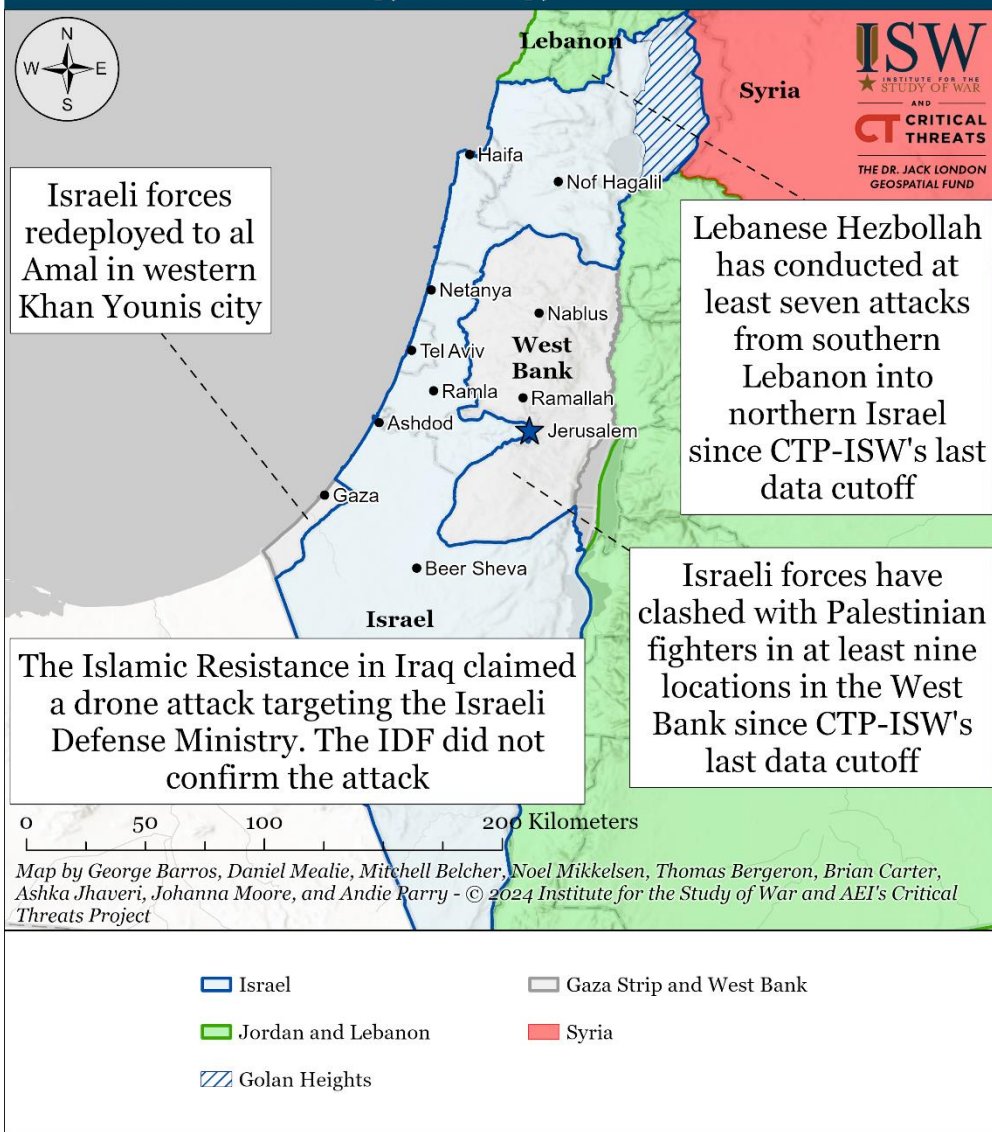 N
W E
S
Lebanon
Syria
ISW
INSTITUTE FOR THE
STUDY OF WAR
AND
CT CRITICAL
THREATS
THE DR. JACK LONDON
GEOSPATIAL FUND
Haifa
Nof Hagalil
Israeli forces
redeployed to al
Amal in western
Khan Younis city
Lebanese Hezbollah
has conducted at
least seven attacks
from southern
Lebanon into
northern Israel
since CTP-ISW's last
data cutoff
Netanya
Nablus
Tel Aviv
West
Bank
Ramla
Ramallah
Ashdod
Jerusalem
Gaza
Beer Sheva
Israel
Israeli forces have
clashed with Palestinian
fighters in at least nine
locations in the West
Bank since CTP-ISW's
last data cutoff
The Islamic Resistance in Iraq claimed
a drone attack targeting the Israeli
Defense Ministry. The IDF did not
confirm the attack
0 50 100 200 Kilometers
Map by George Barros, Daniel Mealie, Mitchell Belcher, Noel Mikkelsen, Thomas Bergeron, Brian Carter,
Ashka Jhaveri, Johanna Moore, and Andie Parry - © 2024 Institute for the Study of War and AEI's Critical
Threats Project
Israel
Gaza Strip and West Bank
Jordan and Lebanon
Syria
Golan Heights